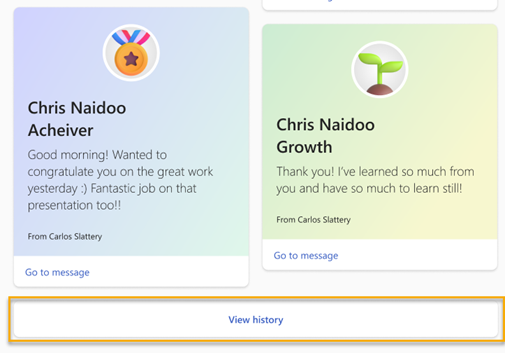 Chris Naidoo
Acheiver
Good morning! Wanted to
congratulate you on the great work
yesterday :) Fantastic job on that
presentation too!!
From Carlos Slattery
Go to message
Chris Naidoo
Growth
Thank you! I've learned so much from
you and have so much to learn still!
From Carlos Slattery
Go to message
View history